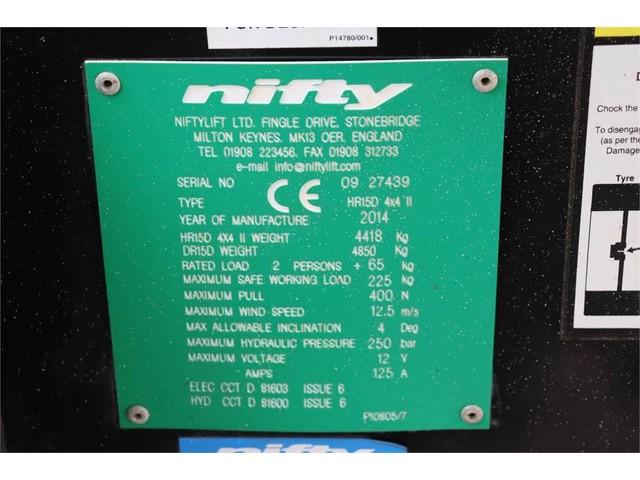 P14780/001
nifty
NIFTYLIFT LTD. FINGLE DRIVE, STONEBRIDGE
MILTON KEYNES. MK13 OER. ENGLAND
TEL 01908 223456. FAX 01908 312733
e-mail info@niftylift.com
SERIAL NO CE 09 27439
TYPE HR15D 4x4 II
YEAR OF MANUFACTURE 2014
HR15D 4X4 II WEIGHT 4418 Kg
DR15D WEIGHT 4850 Kg
RATED LOAD 2 PERSONS + 65 kg
MAXIMUM SAFE WORKING LOAD 225 kg
MAXIMUM PULL 400 N
MAXIMUM WIND SPEED 12.5 m/s
MAX ALLOWABLE INCLINATION 4 Deg
MAXIMUM HYDRAULIC PRESSURE 250 bar
MAXIMUM VOLTAGE 12 V
AMPS 125 A
ELEC CCT D 81603 ISSUE 6
HYD CCT D 81600 ISSUE 6
P10805/7
nifty
Chock the
To disengag
(as per the
Damage
Tyre